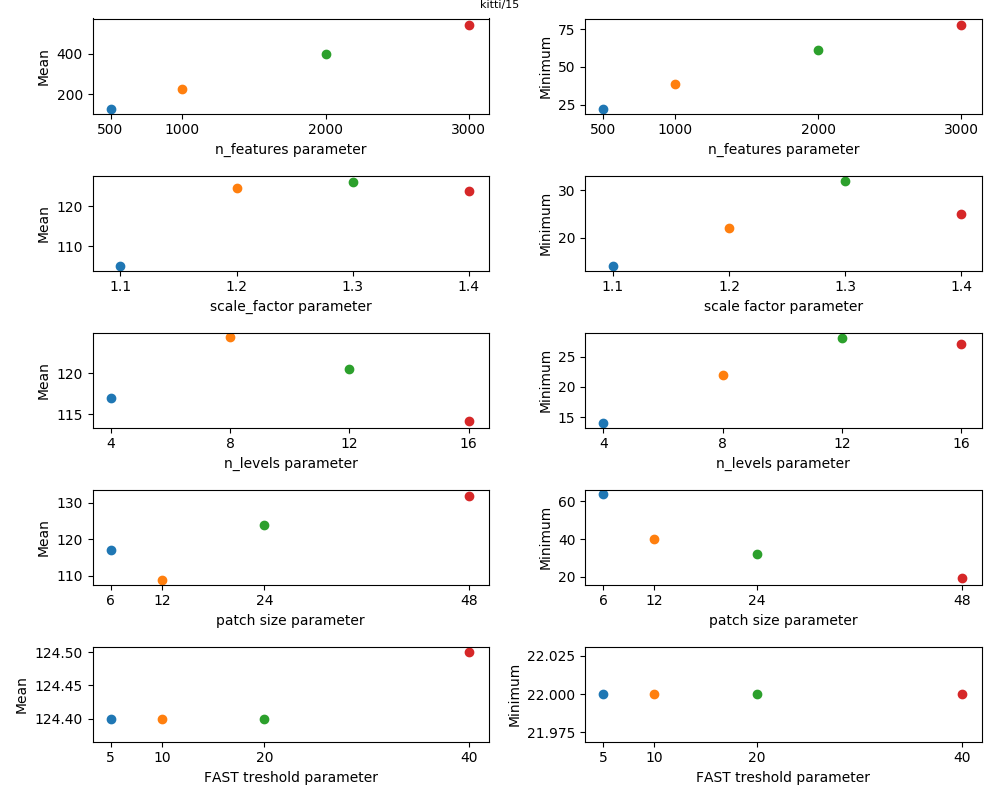 kitti/15
Mean
400
200
500 1000 2000 3000
n_features parameter
Minimum
75
50
25
500 1000 2000 3000
n_features parameter
Mean
120
110
1.1 1.2 1.3 1.4
scale_factor parameter
Minimum
30
20
1.1 1.2 1.3 1.4
scale factor parameter
Mean
120
115
4 8 12 16
n_levels parameter
Minimum
25
20
15
4 8 12 16
n_levels parameter
Mean
130
120
110
6 12 24 48
patch size parameter
Minimum
60
40
20
6 12 24 48
patch size parameter
Mean
124.50
124.45
124.40
5 10 20 40
FAST treshold parameter
Minimum
22.025
22.000
21.975
5 10 20 40
FAST treshold parameter